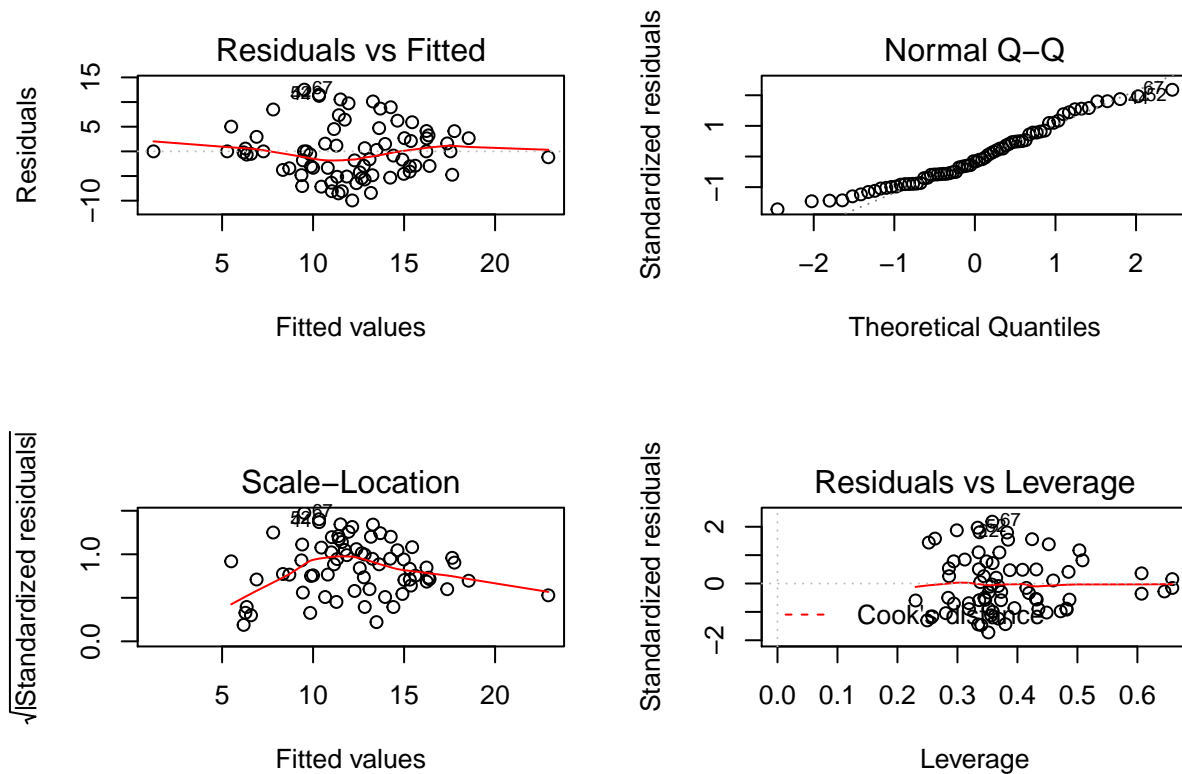 Residuals vs Fitted
Residuals
15
5
−10
67
5 10 15 20
Fitted values
Normal Q−Q
Standardized residuals
1
−1
67
−2 −1 0 1 2
Theoretical Quantiles
Scale−Location
√|Standardized residuals|
1.0
0.0
67
5 10 15 20
Fitted values
Residuals vs Leverage
Standardized residuals
2
0
−2
67
Cook's distance
0.0 0.1 0.2 0.3 0.4 0.5 0.6
Leverage